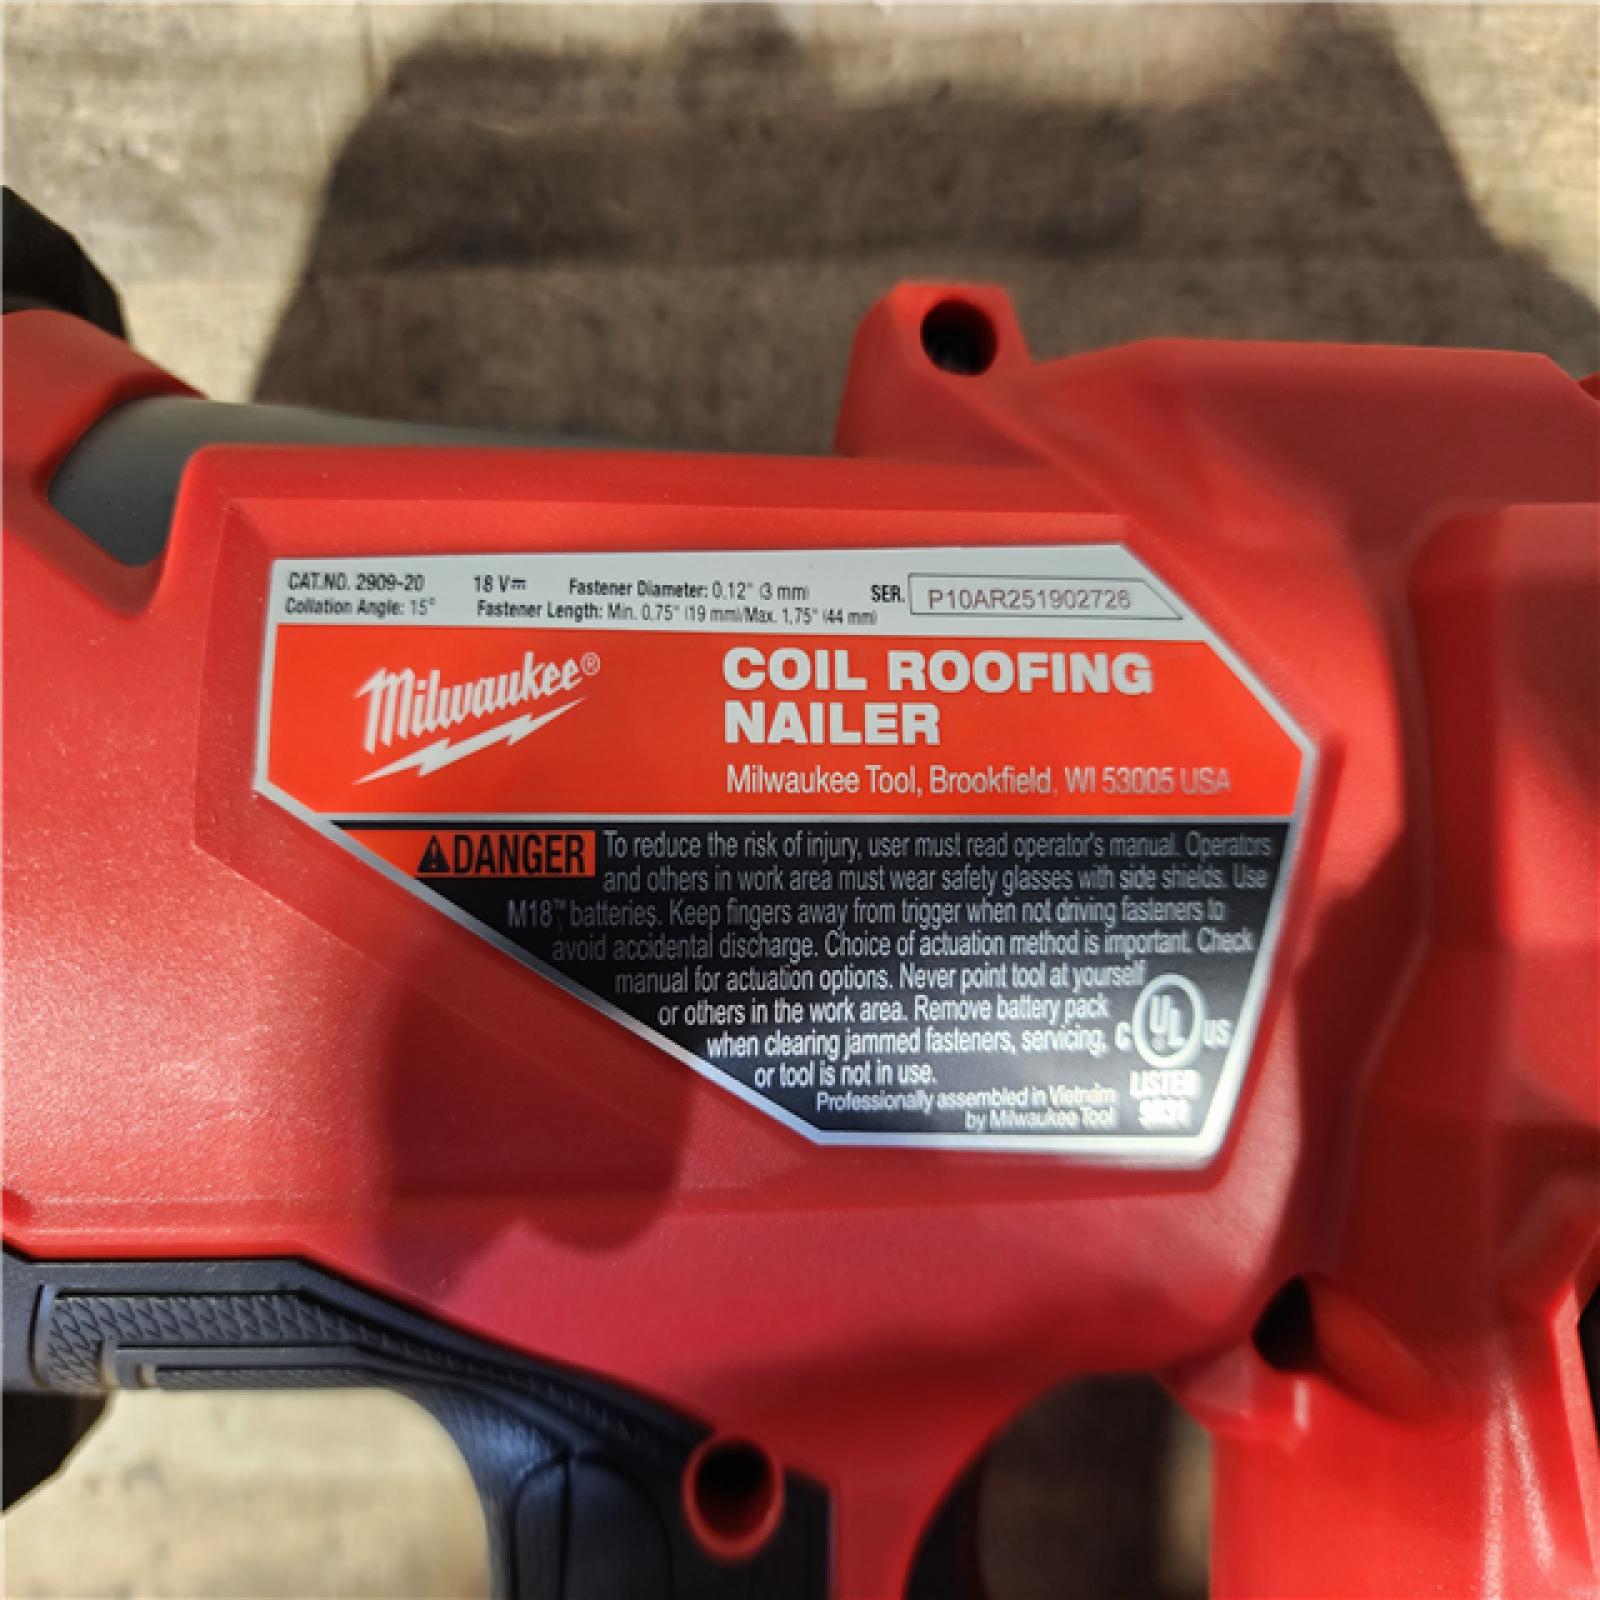 CAT.NO. 2909-20 18 V⎓ Fastener Diameter: 0.12" (3 mm) SER. P10AR251902726
Collation Angle: 15° Fastener Length: Min. 0.75" (19 mm)/Max. 1.75" (44 mm)
Milwaukee®
COIL ROOFING
NAILER
Milwaukee Tool, Brookfield, WI 53005 USA
⚠DANGER To reduce the risk of injury, user must read operator's manual. Operators
and others in work area must wear safety glasses with side shields. Use
M18™ batteries. Keep fingers away from trigger when not driving fasteners to
avoid accidental discharge. Choice of actuation method is important. Check
manual for actuation options. Never point tool at yourself
or others in the work area. Remove battery pack
when clearing jammed fasteners, servicing,
or tool is not in use.
Professionally assembled in Vietnam
by Milwaukee Tool
C UL US
LISTED